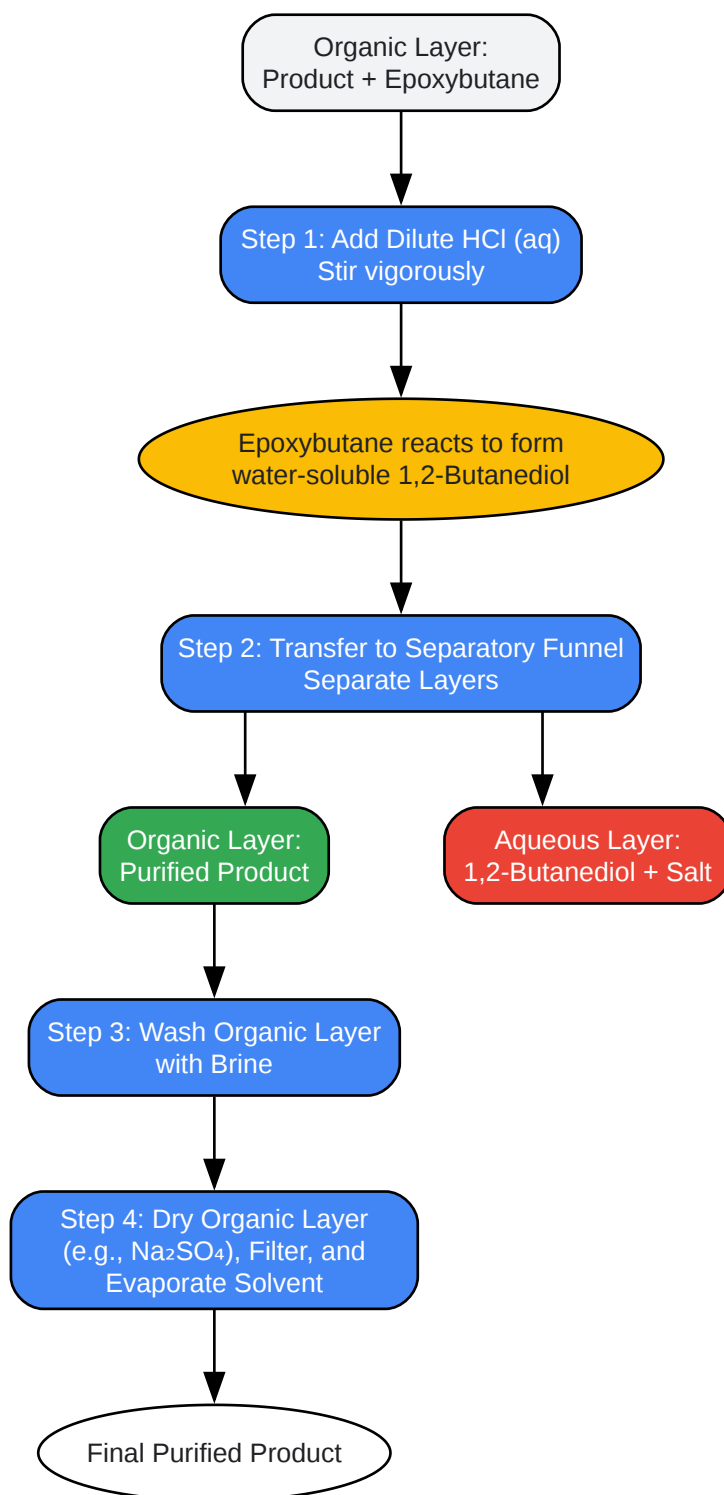 Organic Layer:
Product + Epoxybutane
Step 1: Add Dilute HCl (aq)
Stir vigorously
Epoxybutane reacts to form
water-soluble 1,2-Butanediol
Step 2: Transfer to Separatory Funnel
Separate Layers
Organic Layer:
Purified Product
Aqueous Layer:
1,2-Butanediol + Salt
Step 3: Wash Organic Layer
with Brine
Step 4: Dry Organic Layer
(e.g., Na₂SO₄), Filter, and
Evaporate Solvent
Final Purified Product